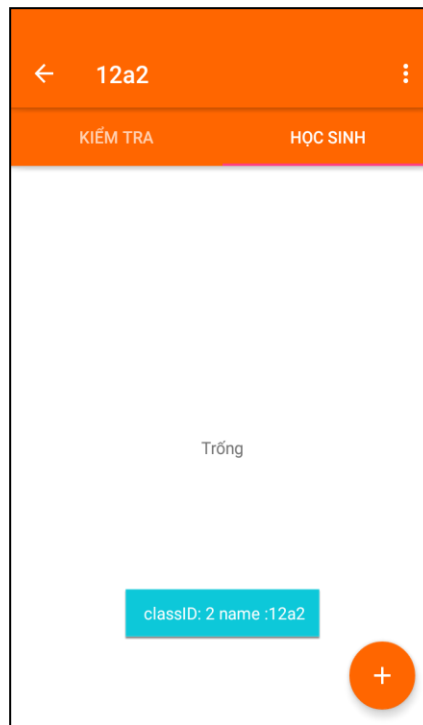 12a2
KIỂM TRA
HỌC SINH
Trống
classID: 2 name :12a2